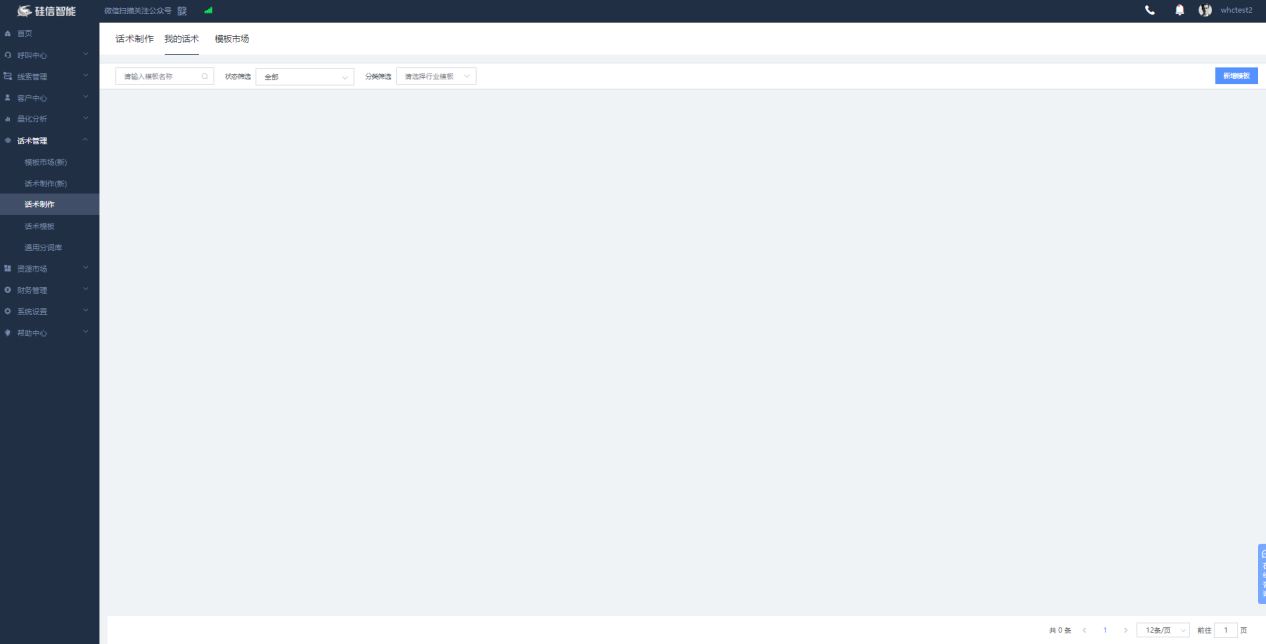 硅信智能 微信扫描关注公众号 whctest2
首页
呼叫中心
线索管理
客户中心
量化分析
话术管理
模板市场(新)
话术制作(新)
话术制作
话术模板
通用分词库
资源市场
财务管理
系统设置
帮助中心
话术制作 我的话术 模板市场
请输入模板名称 状态筛选 全部 分类筛选 请选择行业模板 新增模板
共 0 条 1 12条/页 前往 1 页